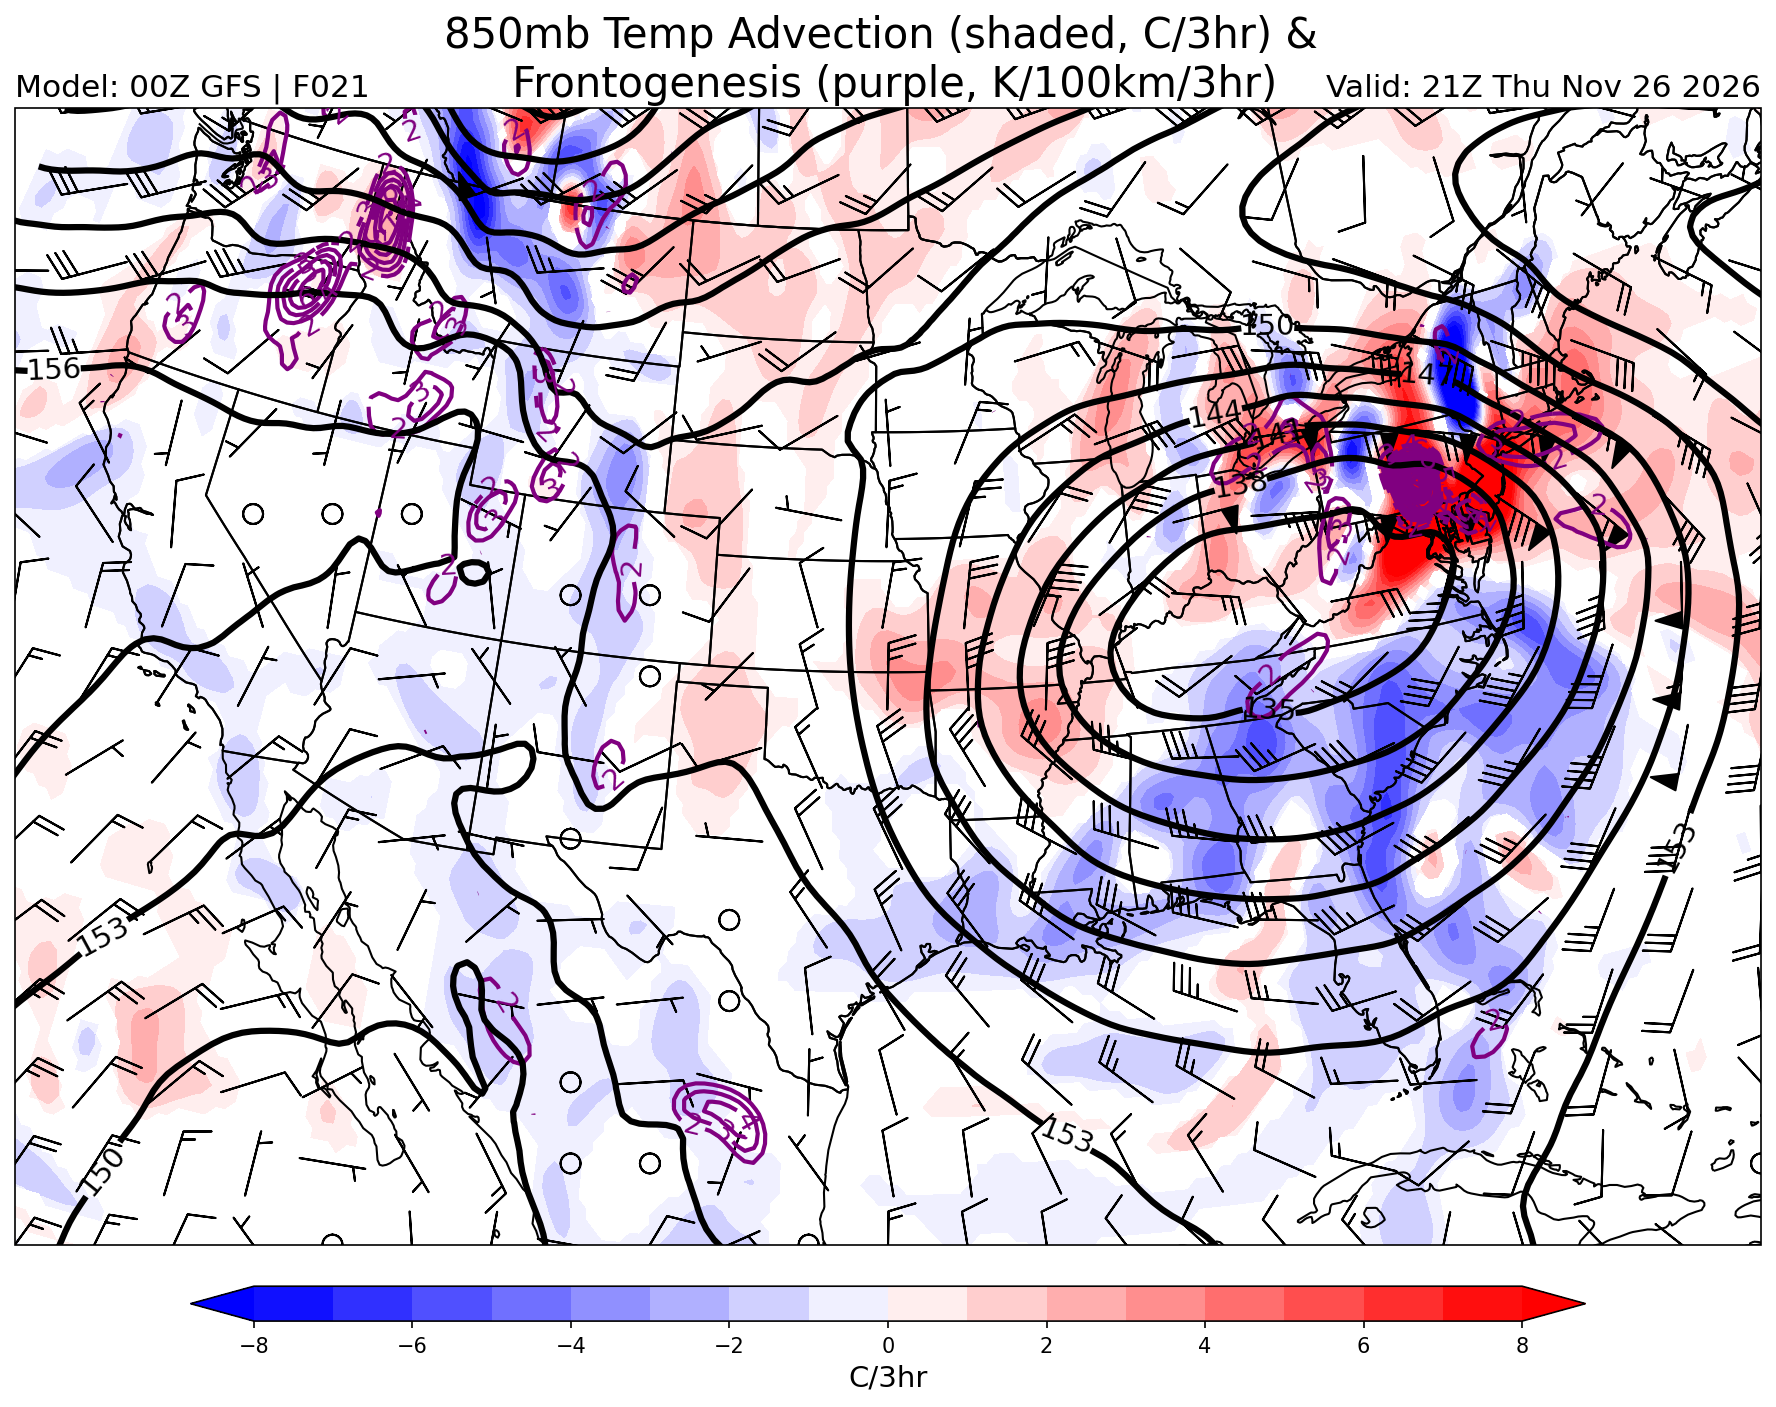 850mb Temp Advection (shaded, C/3hr) &
Frontogenesis (purple, K/100km/3hr)
Model: 00Z GFS | F021
Valid: 21Z Thu Nov 26 2026
156
150
147
144
141
138
135
153
153
153
150
−8 −6 −4 −2 0 2 4 6 8
C/3hr